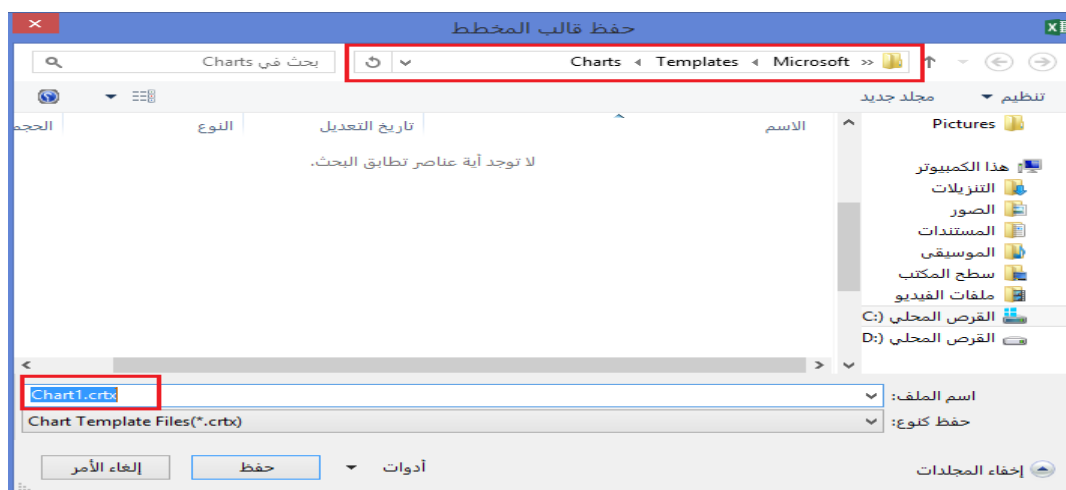 حفظ قالب المخطط
Microsoft Templates Charts
بحث في Charts
تنظيم مجلد جديد
Pictures
هذا الكمبيوتر
التنزيلات
الصور
المستندات
الموسيقى
سطح المكتب
ملفات الفيديو
القرص المحلي (:C
القرص المحلي (:D
الاسم تاريخ التعديل النوع الحجم
لا توجد أية عناصر تطابق البحث.
اسم الملف: Chart1.crtx
حفظ كنوع: Chart Template Files(*.crtx)
إخفاء المجلدات أدوات حفظ إلغاء الأمر